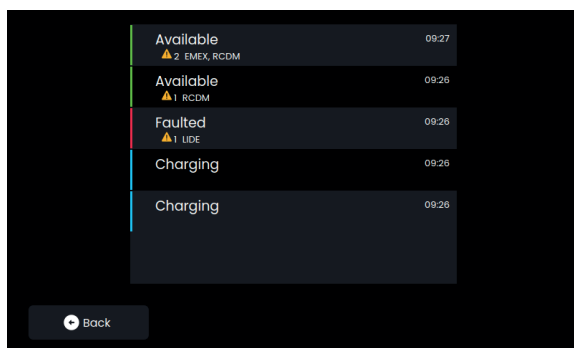 Available 09:27
2 EMEX, RCDM
Available 09:26
1 RCDM
Faulted 09:26
1 LIDE
Charging 09:26
Charging 09:26
Back